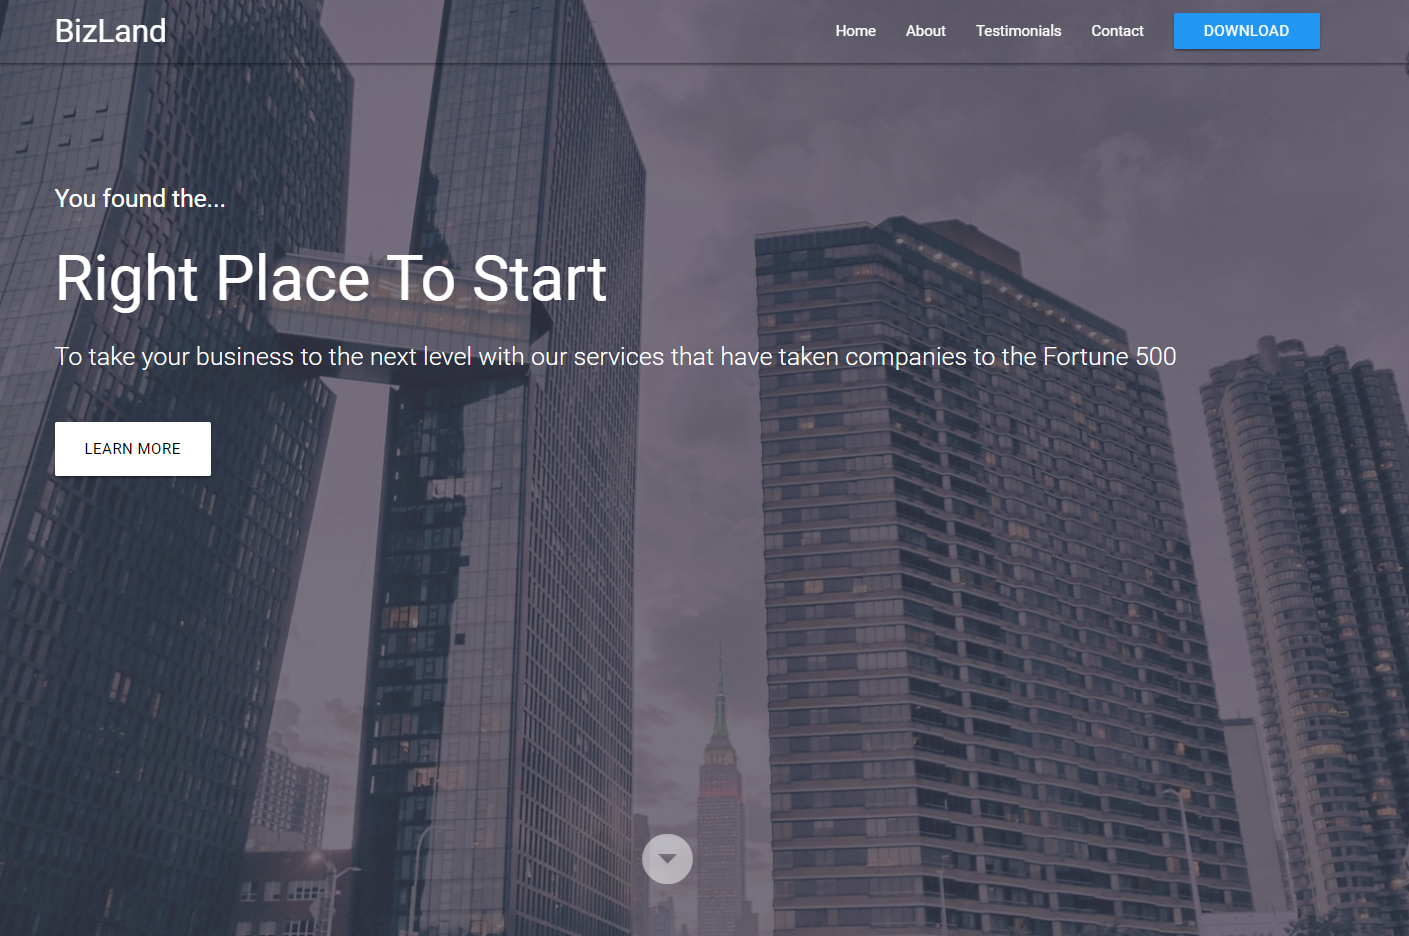 BizLand
Home About Testimonials Contact DOWNLOAD
You found the...
Right Place To Start
To take your business to the next level with our services that have taken companies to the Fortune 500
LEARN MORE